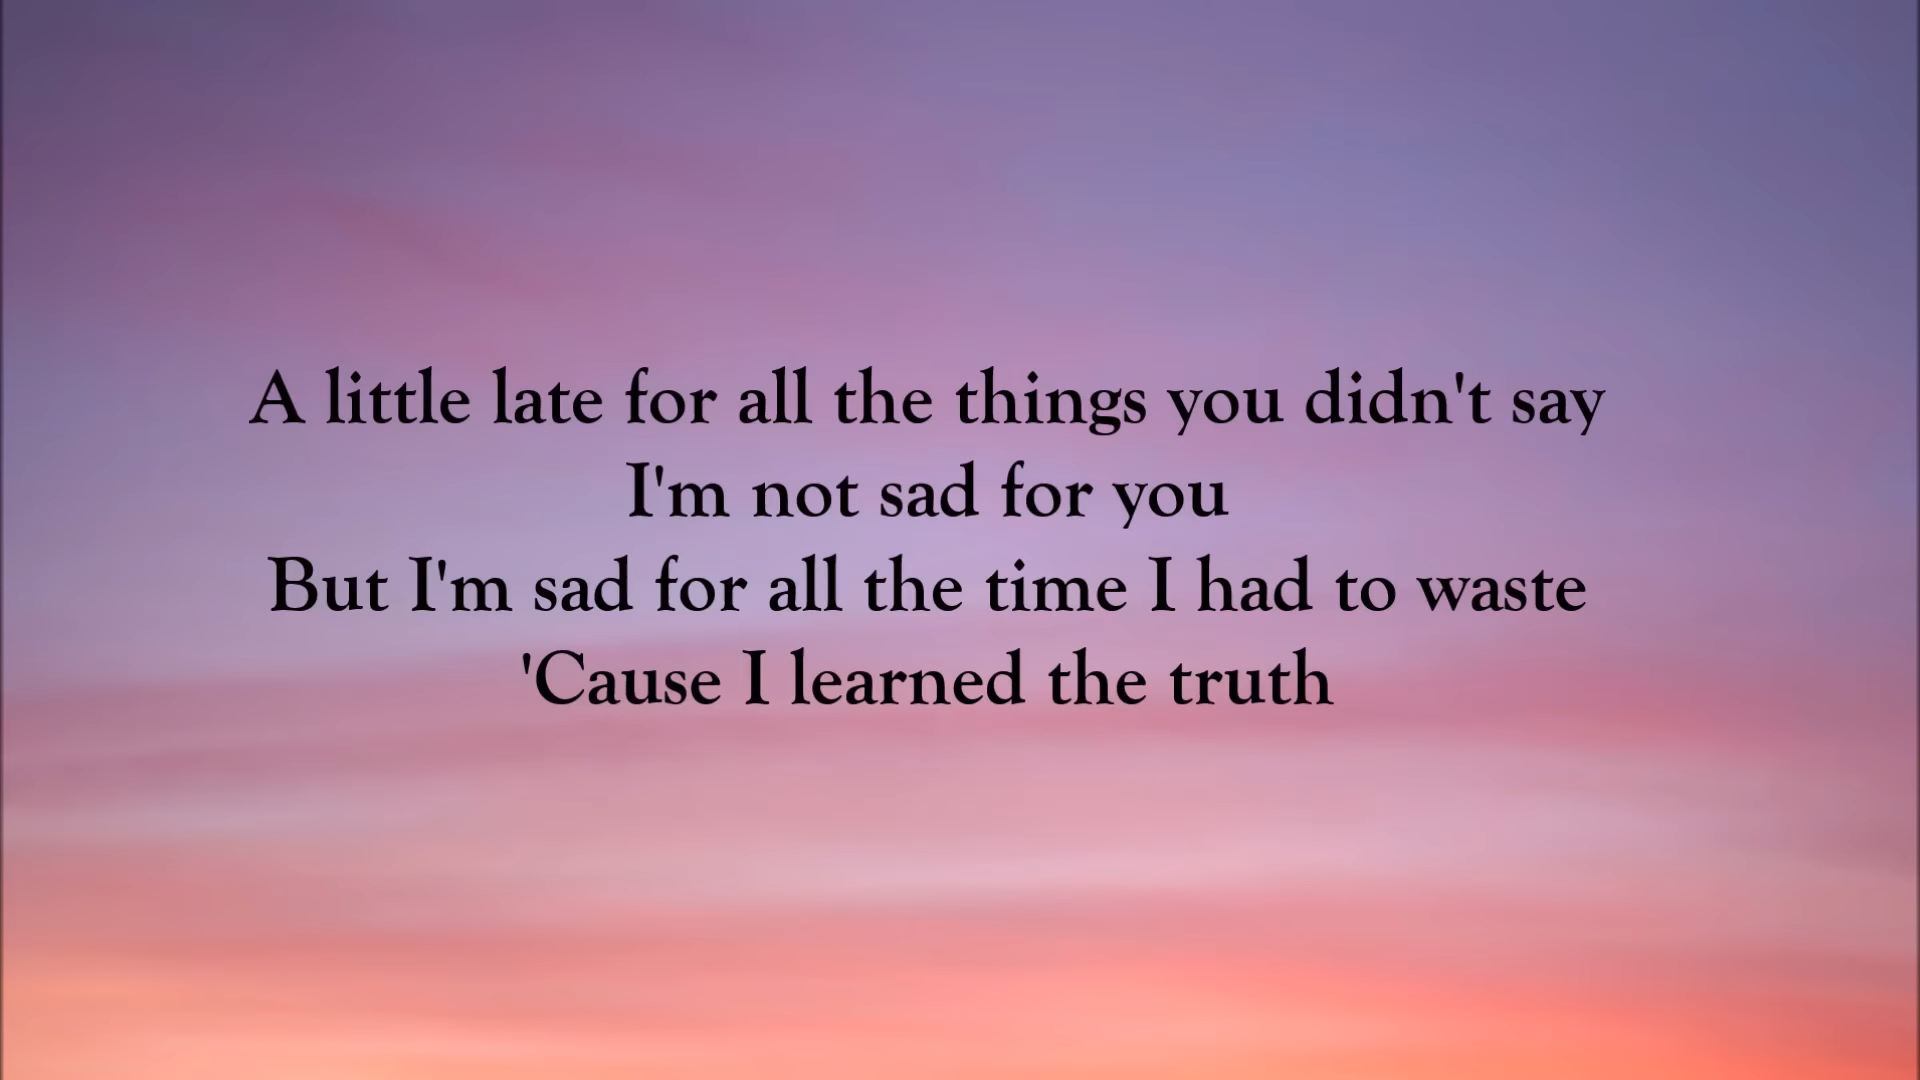 A little late for all the things you didn't say
I'm not sad for you
But I'm sad for all the time I had to waste
'Cause I learned the truth